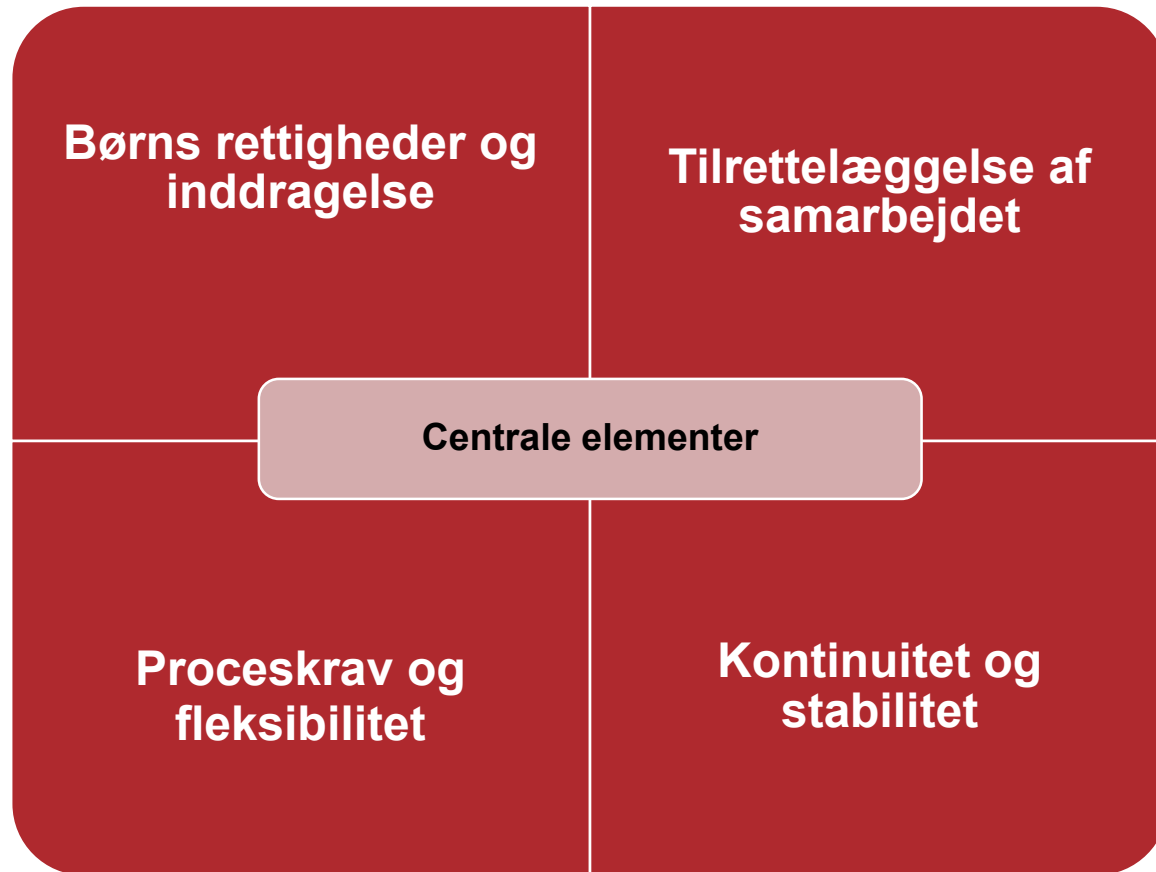 Børns rettigheder og
inddragelse
Tilrettelæggelse af
samarbejdet
Centrale elementer
Proceskrav og
fleksibilitet
Kontinuitet og
stabilitet